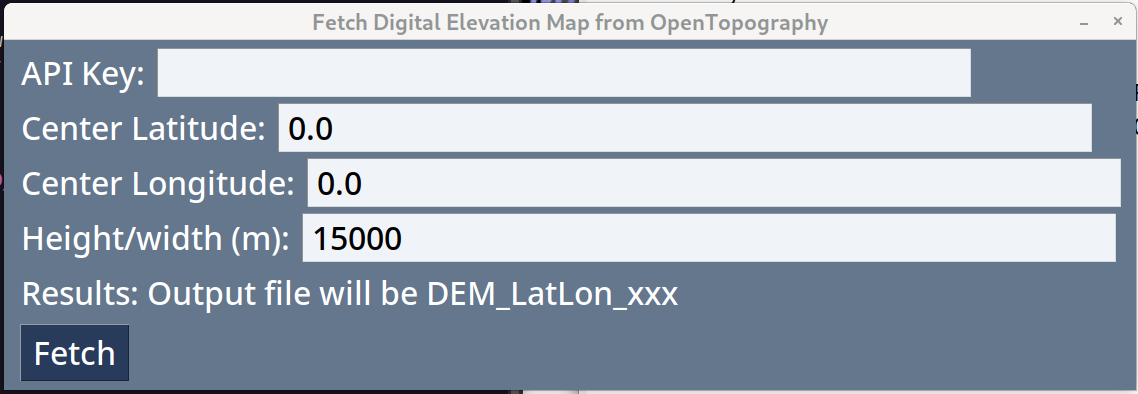 Fetch Digital Elevation Map from OpenTopography
API Key:
Center Latitude: 0.0
Center Longitude: 0.0
Height/width (m): 15000
Results: Output file will be DEM_LatLon_xxx
Fetch